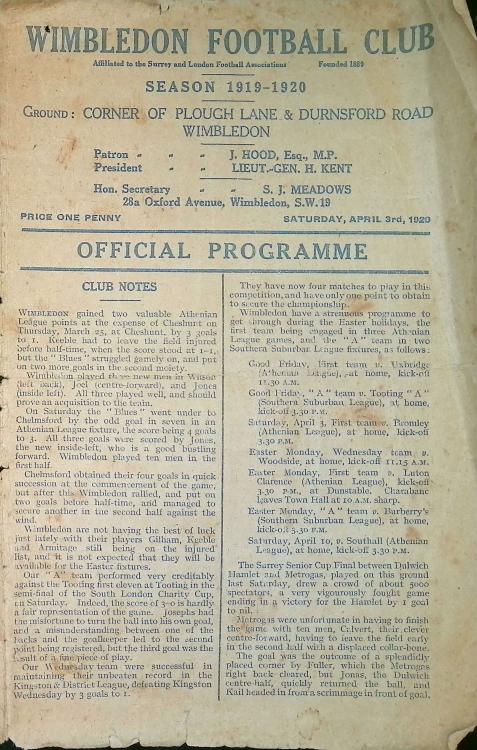 WIMBLEDON FOOTBALL CLUB
Affiliated to the Surrey and London Football Associations Founded 1889
SEASON 1919-1920
GROUND: CORNER OF PLOUGH LANE & DURNSFORD ROAD
WIMBLEDON
Patron " " " J. HOOD, Esq., M.P.
President " " LIEUT.-GEN. H. KENT
Hon. Secretary " " S. J. MEADOWS
28a Oxford Avenue, Wimbledon, S.W.19
PRICE ONE PENNY SATURDAY, APRIL 3rd, 1920
OFFICIAL PROGRAMME
CLUB NOTES
WIMBLEDON gained two valuable Athenian
League points at the expense of Cheshunt on
Thursday, March 25, at Cheshunt, by 3 goals
to 1. Keeble had to leave the field injured
before half-time, when the score stood at 1-1,
but the "Blues" struggled gamely on, and put
on two more goals in the second moiety.
Wimbledon played three new men in Wilson
(left back), Joel (centre-forward), and Jones
(inside left). All three played well, and should
prove an acquisition to the team.
On Saturday the "Blues" went under to
Chelmsford by the odd goal in seven in an
Athenian League fixture, the score being 4 goals
to 3. All three goals were scored by Jones,
the new inside-left, who is a good bustling
forward. Wimbledon played ten men in the
first half.
Chelmsford obtained their four goals in quick
succession at the commencement of the game,
but after this Wimbledon rallied, and put on
two goals before half-time, and managed to
secure another in the second half against the
wind.
Wimbledon are not having the best of luck
just lately with their players Gilham, Keeble
and Armitage still being on the injured
list, and it is not expected that they will be
available for the Easter fixtures.
Our "A" team performed very creditably
against the Tooting first eleven at Tooting in the
semi-final of the South London Charity Cup,
on Saturday. Indeed, the score of 3-0 is hardly
a fair representation of the game. Josephs had
the misfortune to turn the ball into his own goal,
and a misunderstanding between one of the
backs and the goalkeeper led to the second
point being registered, but the third goal was the
result of a fine piece of play.
Our Wednesday team were successful in
maintaining their unbeaten record in the
Kingston & District League, defeating Kingston
Wednesday by 3 goals to 1.
They have now four matches to play in this
competition, and have only one point to obtain
to secure the championship.
Wimbledon have a strenuous programme to
get through during the Easter holidays, the
first team being engaged in three Athenian
League games, and the "A" team in two
Southern Suburban League fixtures, as follows:
Good Friday, First team v. Uxbridge
(Athenian League), at home, kick-off
11.30 A.M.
Good Friday, "A" team v. Tooting "A"
(Southern Suburban League), at home,
kick-off 3.30 P.M.
Saturday, April 3, First team v. Bromley
(Athenian League), at home, kick-off
3.30 P.M.
Easter Monday, Wednesday team v.
Woodside, at home, kick-off 11.15 A.M.
Easter Monday, First team v. Luton
Clarence (Athenian League), kick-off
3.30 P.M., at Dunstable. Charabanc
leaves Town Hall at 10 A.M. sharp.
Easter Monday, "A" team v. Burberry's
(Southern Suburban League), at home,
kick-off 3.30 P.M.
Saturday, April 10, v. Southall (Athenian
League), at home, kick-off 3.30 P.M.
The Surrey Senior Cup Final between Dulwich
Hamlet and Metrogas, played on this ground
last Saturday, drew a crowd of about 5000
spectators, a very vigourously fought game
ending in a victory for the Hamlet by 1 goal
to nil.
Metrogas were unfortunate in having to finish
the game with ten men, Calvert, their clever
centre-forward, having to leave the field early
in the second half with a displaced collar-bone.
The goal was the outcome of a splendidly
placed corner by Fuller, which the Metrogas
right back cleared, but Jonas, the Dulwich
centre-half, quickly returned the ball, and
Kail headed in from a scrimmage in front of goal.